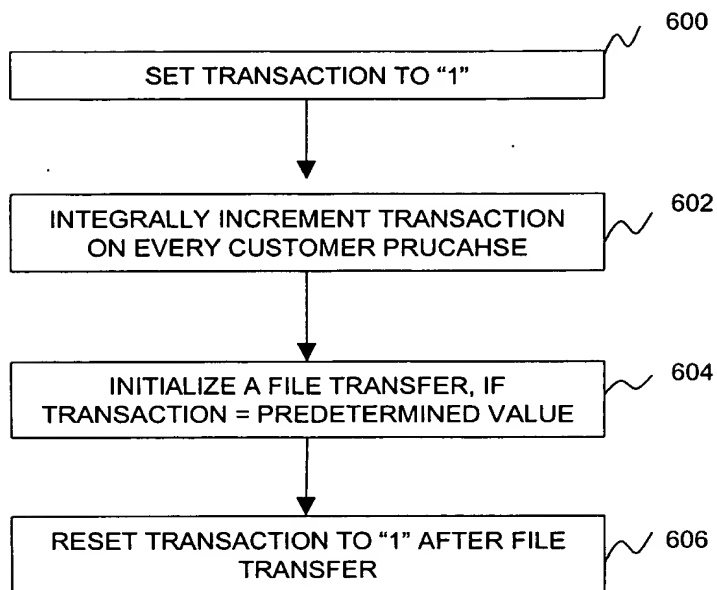 600
SET TRANSACTION TO “1”
602
INTEGRALLY INCREMENT TRANSACTION
ON EVERY CUSTOMER PRUCAHSE
604
INITIALIZE A FILE TRANSFER, IF
TRANSACTION = PREDETERMINED VALUE
RESET TRANSACTION TO “1” AFTER FILE
TRANSFER
606